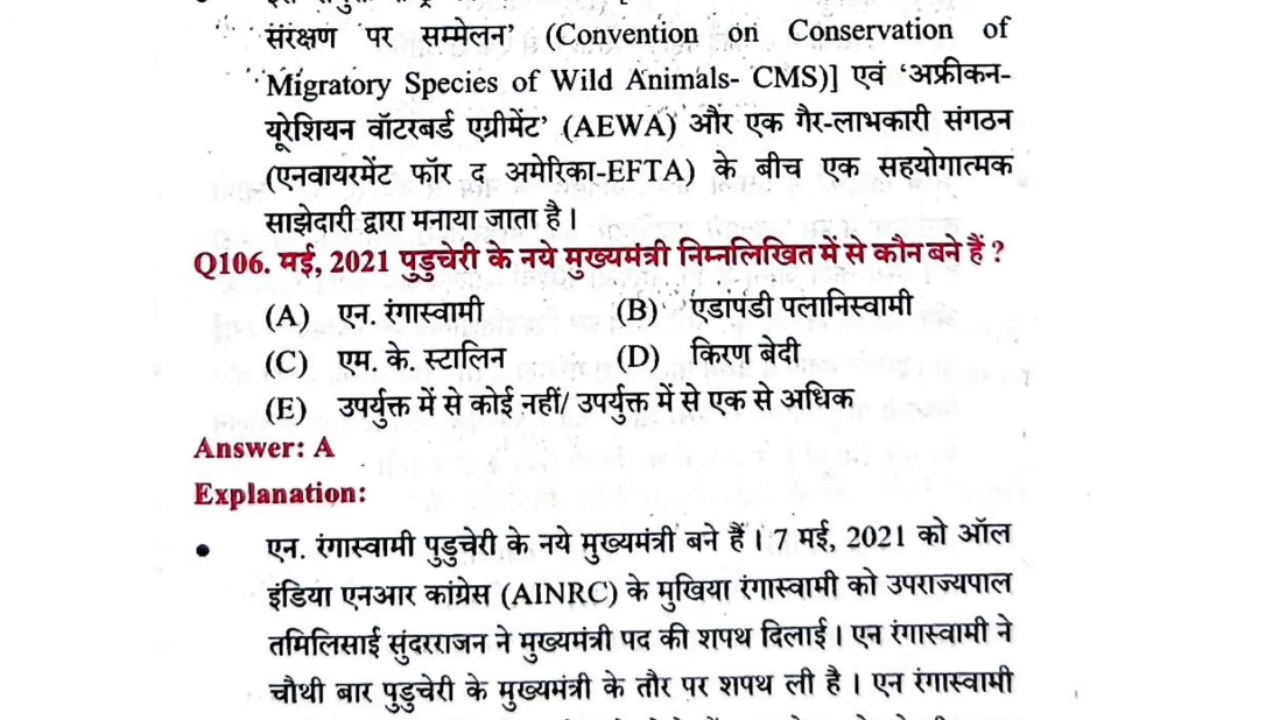 संरक्षण पर सम्मेलन’ (Convention on Conservation of
Migratory Species of Wild Animals- CMS)] एवं ‘अफ्रीकन-
यूरेशियन वॉटरबर्ड एग्रीमेंट’ (AEWA) और एक गैर-लाभकारी संगठन
(एनवायरमेंट फॉर द अमेरिका-EFTA) के बीच एक सहयोगात्मक
साझेदारी द्वारा मनाया जाता है।
Q106. मई, 2021 पुडुचेरी के नये मुख्यमंत्री निम्नलिखित में से कौन बने हैं ?
(A) एन. रंगास्वामी (B) एडापडी पलानिस्वामी
(C) एम. के. स्टालिन (D) किरण बेदी
(E) उपर्युक्त में से कोई नहीं/ उपर्युक्त में से एक से अधिक
Answer: A
Explanation:
• एन. रंगास्वामी पुडुचेरी के नये मुख्यमंत्री बने हैं। 7 मई, 2021 को ऑल
इंडिया एनआर कांग्रेस (AINRC) के मुखिया रंगास्वामी को उपराज्यपाल
तमिलिसाई सुंदरराजन ने मुख्यमंत्री पद की शपथ दिलाई। एन रंगास्वामी ने
चौथी बार पुडुचेरी के मुख्यमंत्री के तौर पर शपथ ली है। एन रंगास्वामी